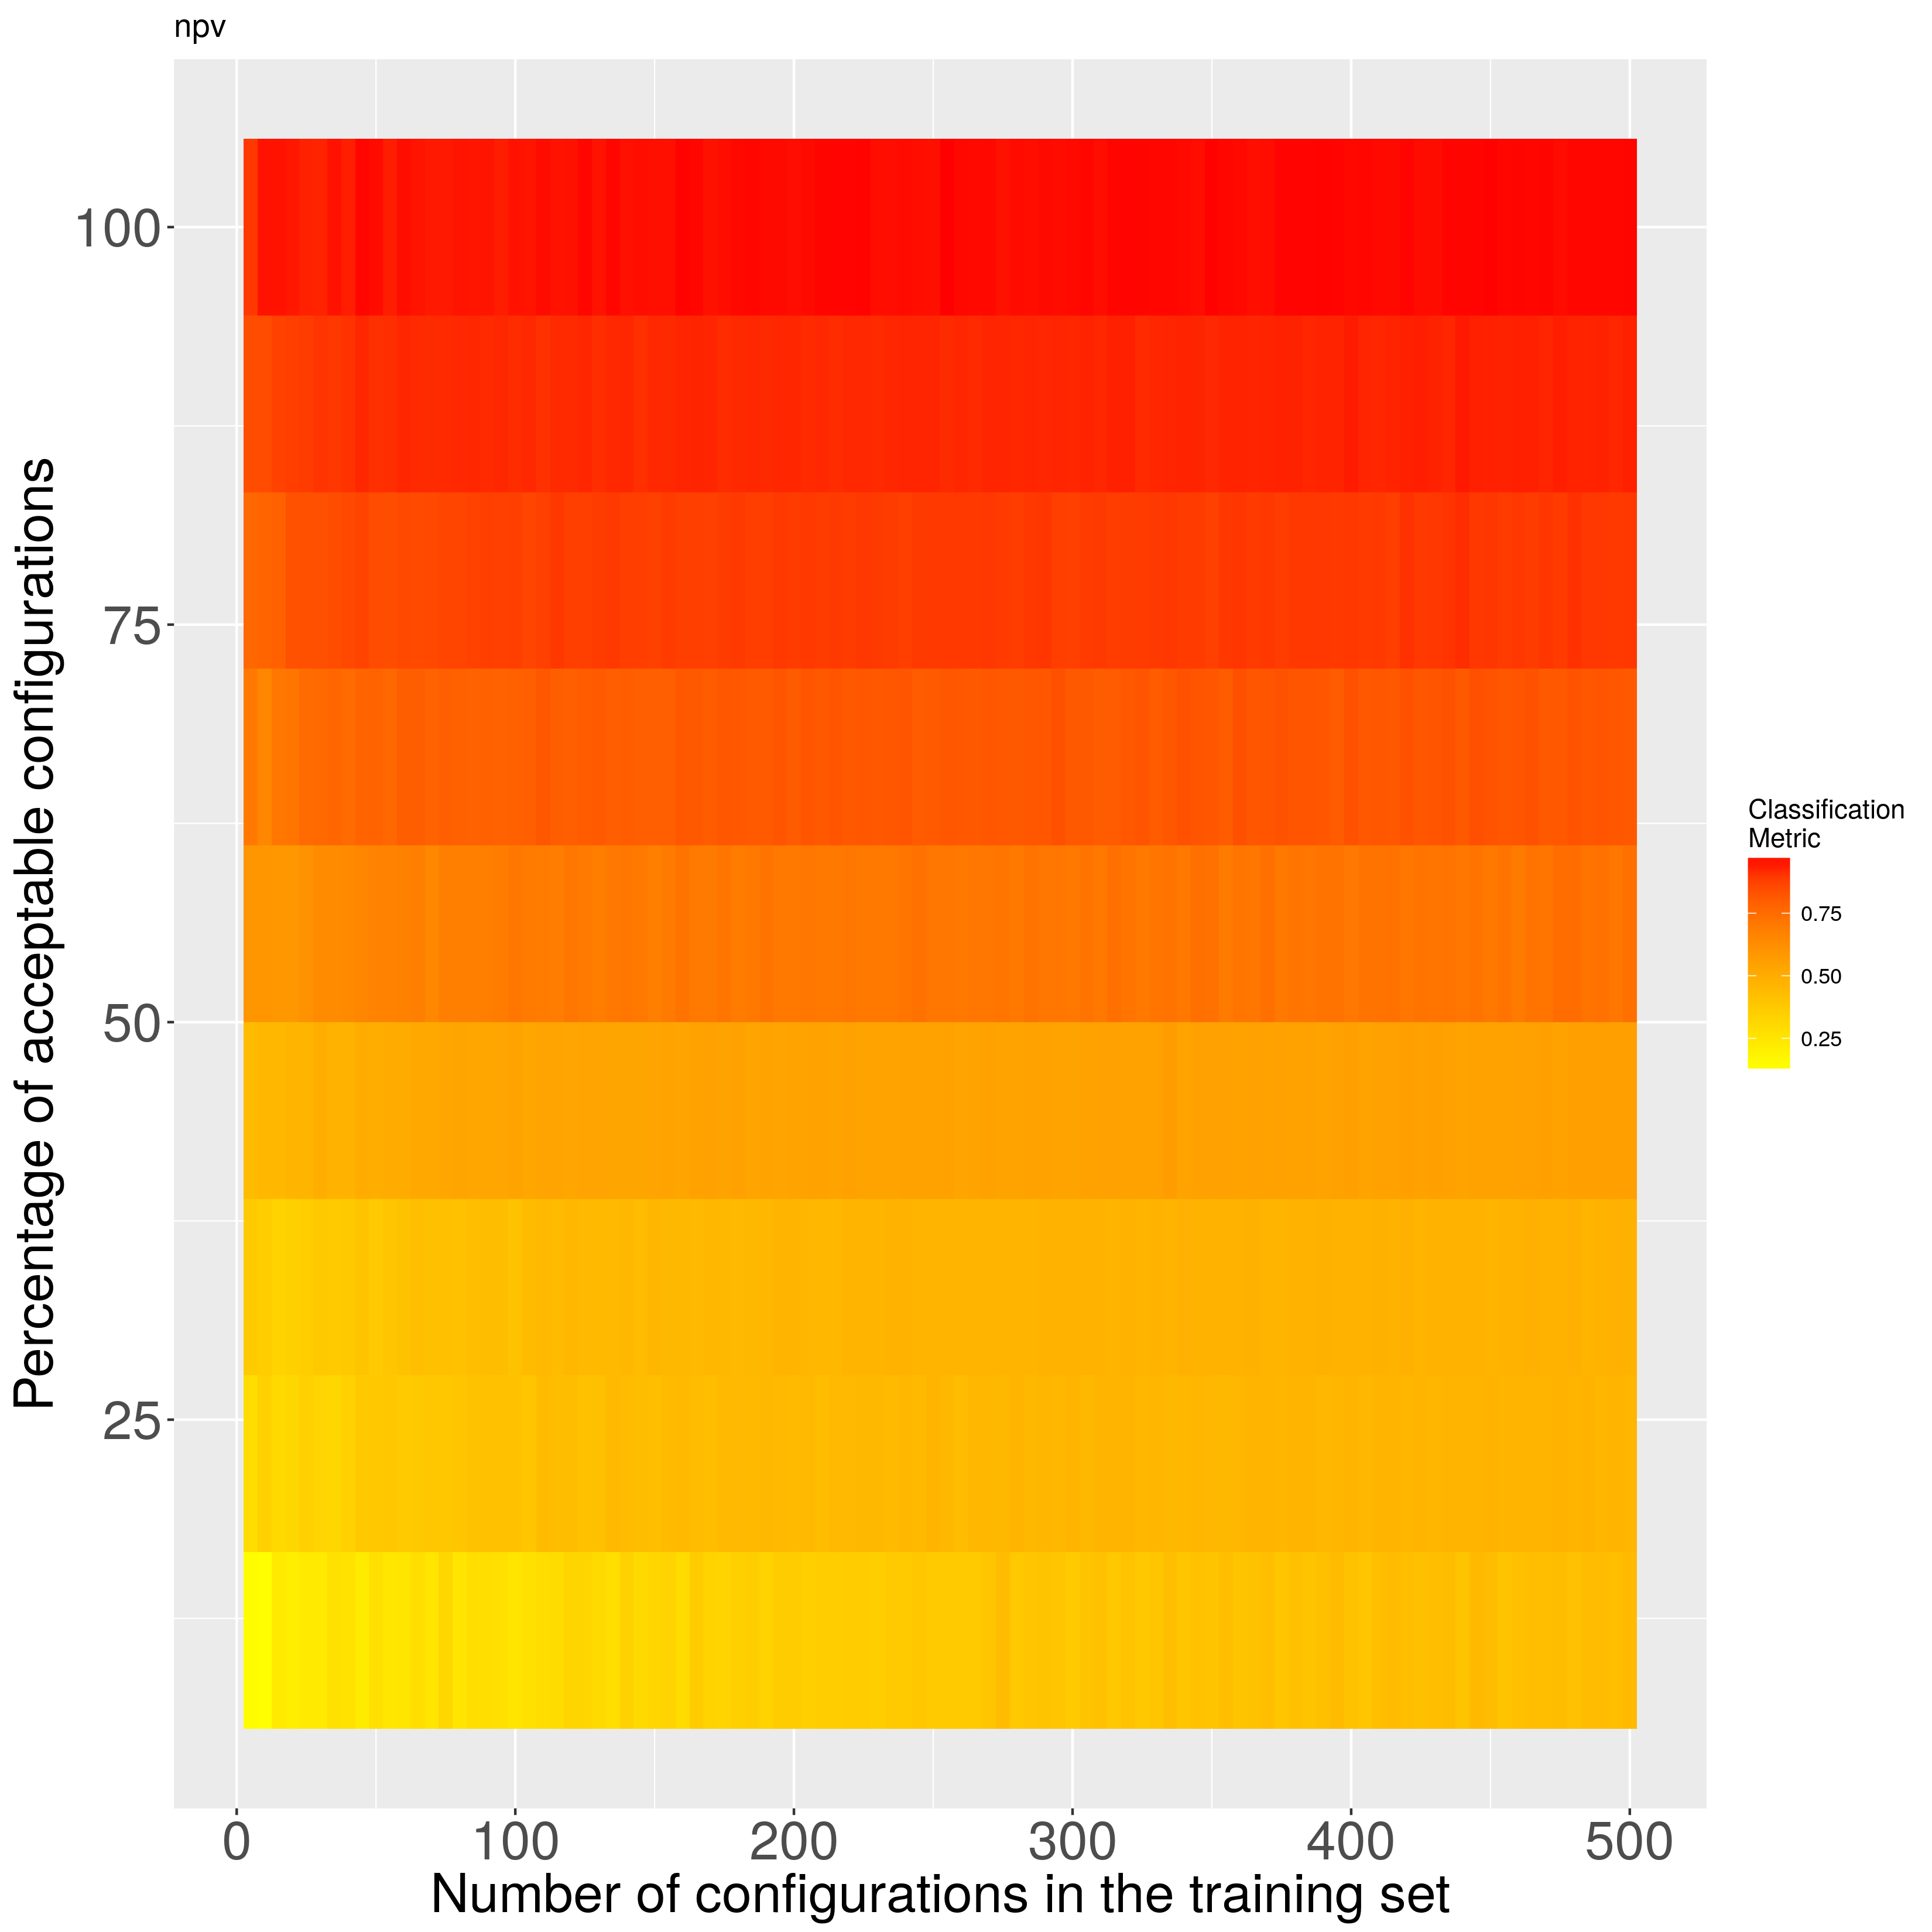 npv
Percentage of acceptable configurations
100
75
50
25
0
100
200
300
400
500
Number of configurations in the training set
Classification
Metric
0.75
0.50
0.25